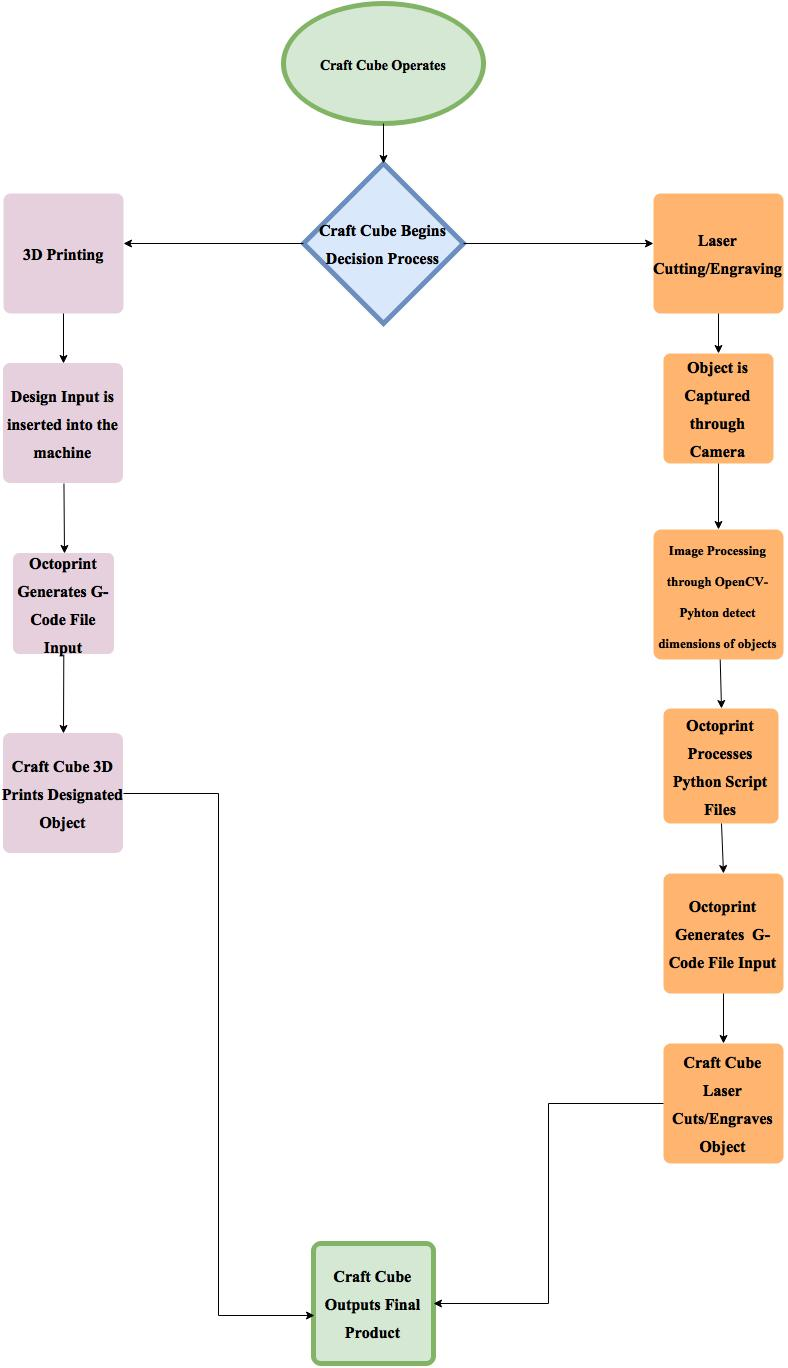 Craft Cube Operates
Craft Cube Begins
Decision Process
3D Printing
Design Input is
inserted into the
machine
Octoprint
Generates G-
Code File
Input
Craft Cube 3D
Prints Designated
Object
Laser
Cutting/Engraving
Object is
Captured
through
Camera
Image Processing
through OpenCV-
Pyhton detect
dimensions of objects
Octoprint
Processes
Python Script
Files
Octoprint
Generates  G-
Code File Input
Craft Cube
Laser
Cuts/Engraves
Object
Craft Cube
Outputs Final
Product